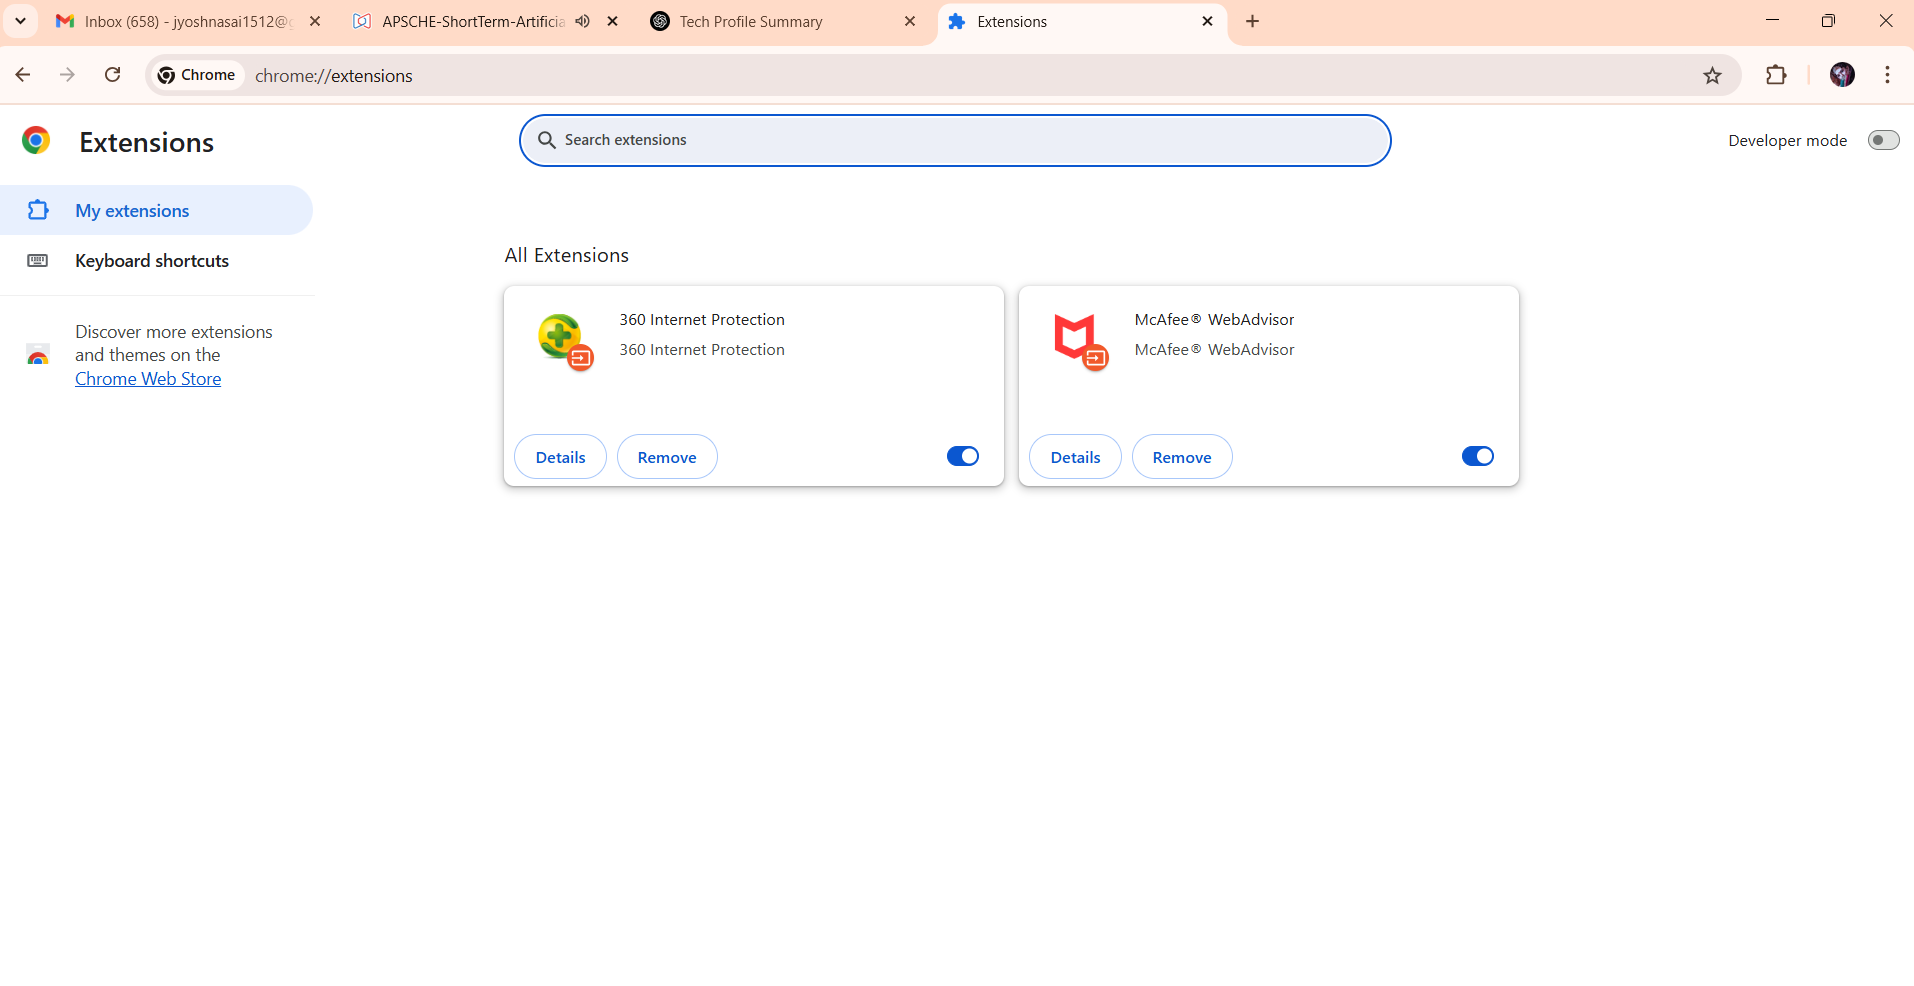 Inbox (658) - jyoshnasai1512@g
APSCHE-ShortTerm-Artificia
Tech Profile Summary
Extensions
Chrome
chrome://extensions
Extensions
Search extensions
Developer mode
My extensions
Keyboard shortcuts
Discover more extensions
and themes on the
Chrome Web Store
All Extensions
360 Internet Protection
360 Internet Protection
Details
Remove
McAfee® WebAdvisor
McAfee® WebAdvisor
Details
Remove